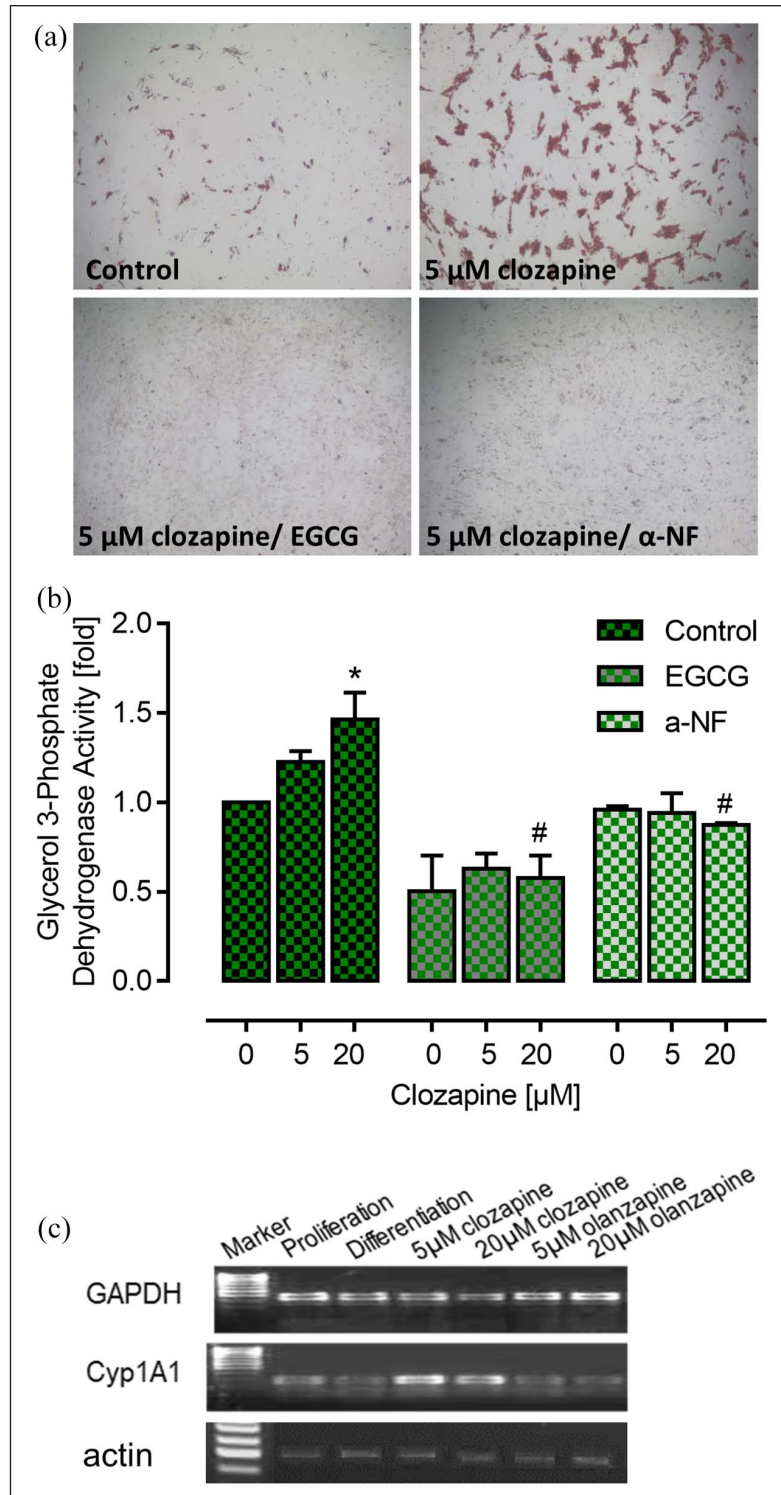 (a)
Control
5 µM clozapine
5 µM clozapine/ EGCG
5 µM clozapine/ α-NF
(b)
Glycerol 3-Phosphate
Dehydrogenase Activity [fold]
2.0
1.5
1.0
0.5
0.0
*
#
#
Control
EGCG
a-NF
0 5 20 0 5 20 0 5 20
Clozapine [µM]
(c)
Marker
Proliferation
Differentiation
5µM clozapine
20µM clozapine
5µM olanzapine
20µM olanzapine
GAPDH
Cyp1A1
actin